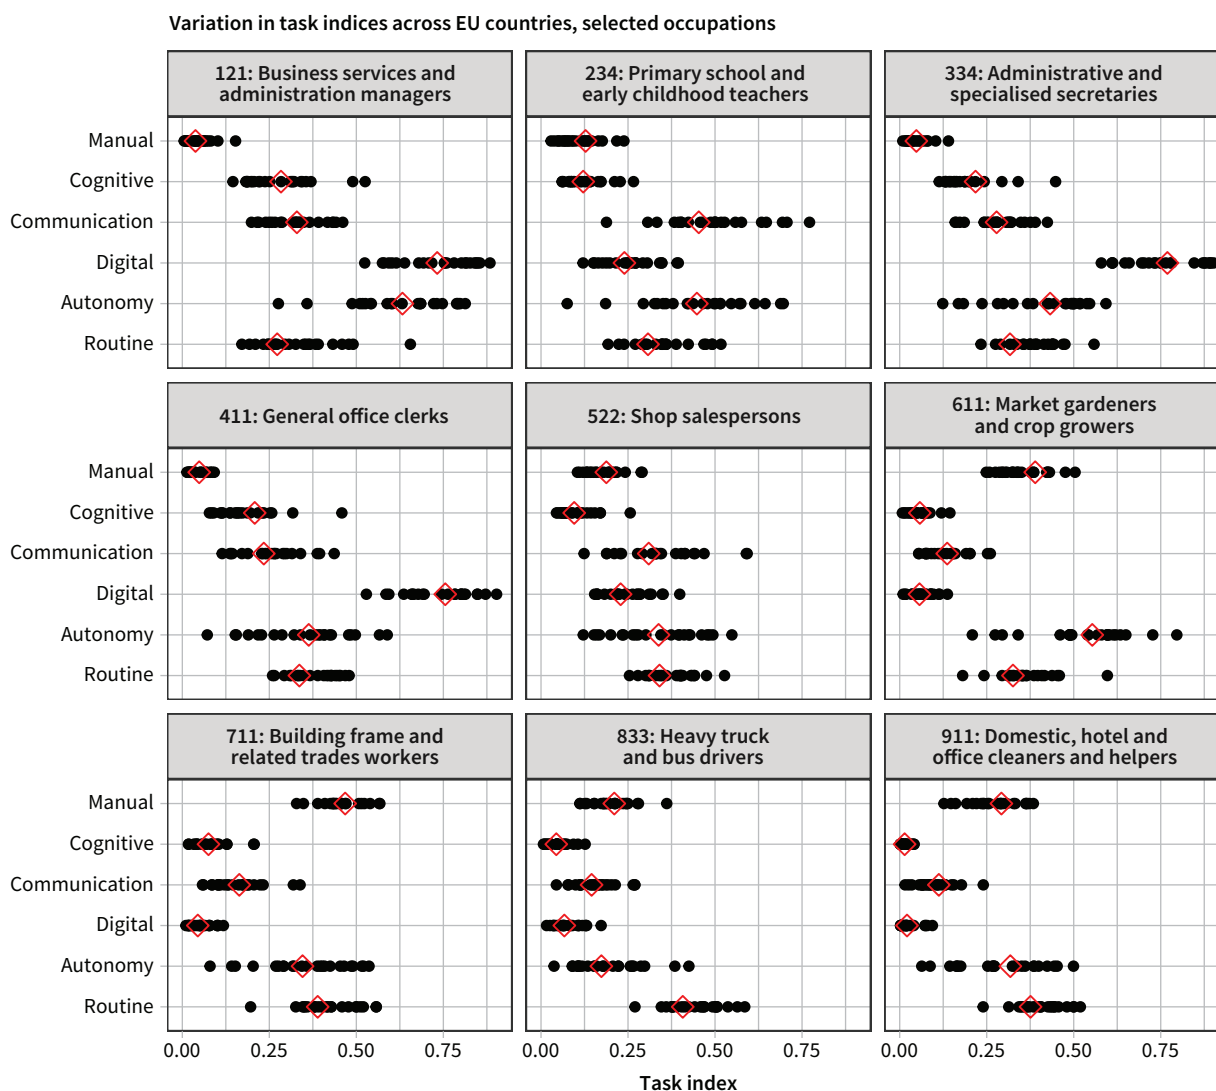 Variation in task indices across EU countries, selected occupations
121: Business services and
administration managers
234: Primary school and
early childhood teachers
334: Administrative and
specialised secretaries
Manual
Cognitive
Communication
Digital
Autonomy
Routine
411: General office clerks
522: Shop salespersons
611: Market gardeners
and crop growers
Manual
Cognitive
Communication
Digital
Autonomy
Routine
711: Building frame and
related trades workers
833: Heavy truck
and bus drivers
911: Domestic, hotel and
office cleaners and helpers
Manual
Cognitive
Communication
Digital
Autonomy
Routine
0.00 0.25 0.50 0.75 0.00 0.25 0.50 0.75 0.00 0.25 0.50 0.75
Task index